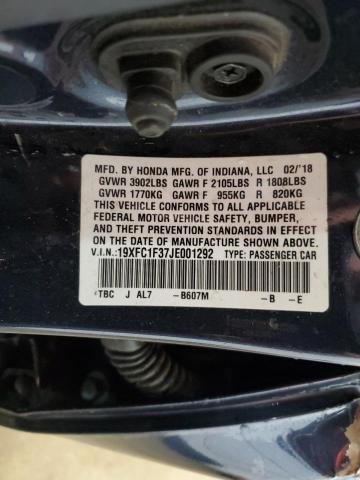 MFD. BY HONDA MFG. OF INDIANA, LLC 02/'18
GVWR 3902LBS GAWR F 2105LBS R 1808LBS
GVWR 1770KG GAWR F 955KG R 820KG
THIS VEHICLE CONFORMS TO ALL APPLICABLE
FEDERAL MOTOR VEHICLE SAFETY, BUMPER,
AND THEFT PREVENTION STANDARDS IN EFFECT
ON THE DATE OF MANUFACTURE SHOWN ABOVE.
V.I.N.:19XFC1F37JE001292 TYPE: PASSENGER CAR
TBC J AL7 -B607M -B -E